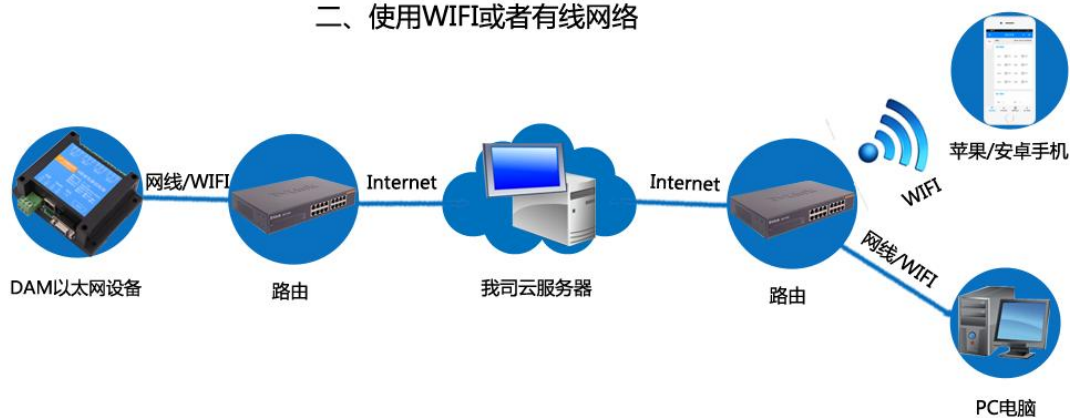 二、使用WIFI或者有线网络
苹果/安卓手机
网线/WIFI
Internet
Internet
WIFI
网线/WIFI
DAM以太网设备
路由
我司云服务器
路由
PC电脑